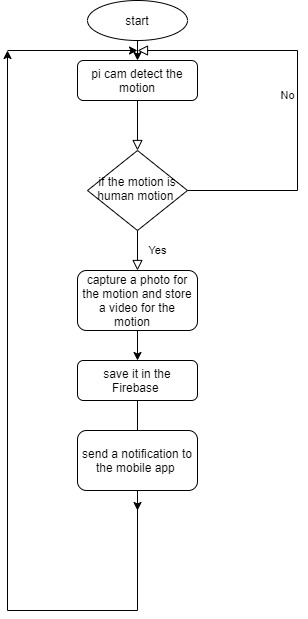 start
pi cam detect the
motion
No
if the motion is
human motion
Yes
capture a photo for
the motion and store
a video for the
motion
save it in the
Firebase
send a notification to
the mobile app